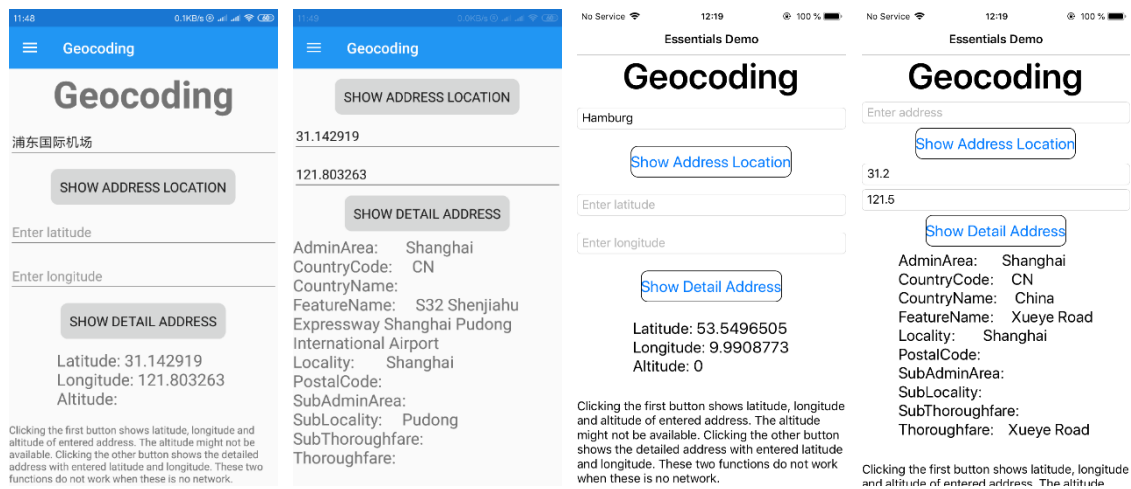 11:48 0.1KB/s
Geocoding
Geocoding
浦东国际机场
SHOW ADDRESS LOCATION
Enter latitude
Enter longitude
SHOW DETAIL ADDRESS
Latitude: 31.142919
Longitude: 121.803263
Altitude:
Clicking the first button shows latitude, longitude and
altitude of entered address. The altitude might not be
available. Clicking the other button shows the detailed
address with entered latitude and longitude. These two
functions do not work when these is no network.
11:49 0.0KB/s
Geocoding
SHOW ADDRESS LOCATION
31.142919
121.803263
SHOW DETAIL ADDRESS
AdminArea: Shanghai
CountryCode: CN
CountryName:
FeatureName: S32 Shenjiahu
Expressway Shanghai Pudong
International Airport
Locality: Shanghai
PostalCode:
SubAdminArea:
SubLocality: Pudong
SubThoroughfare:
Thoroughfare:
No Service 12:19 100 %
Essentials Demo
Geocoding
Hamburg
Show Address Location
Enter latitude
Enter longitude
Show Detail Address
Latitude: 53.5496505
Longitude: 9.9908773
Altitude: 0
Clicking the first button shows latitude, longitude
and altitude of entered address. The altitude
might not be available. Clicking the other button
shows the detailed address with entered latitude
and longitude. These two functions do not work
when these is no network.
No Service 12:19 100 %
Essentials Demo
Geocoding
Enter address
Show Address Location
31.2
121.5
Show Detail Address
AdminArea: Shanghai
CountryCode: CN
CountryName: China
FeatureName: Xueye Road
Locality: Shanghai
PostalCode:
SubAdminArea:
SubLocality:
SubThoroughfare:
Thoroughfare: Xueye Road
Clicking the first button shows latitude, longitude
and altitude of entered address. The altitude